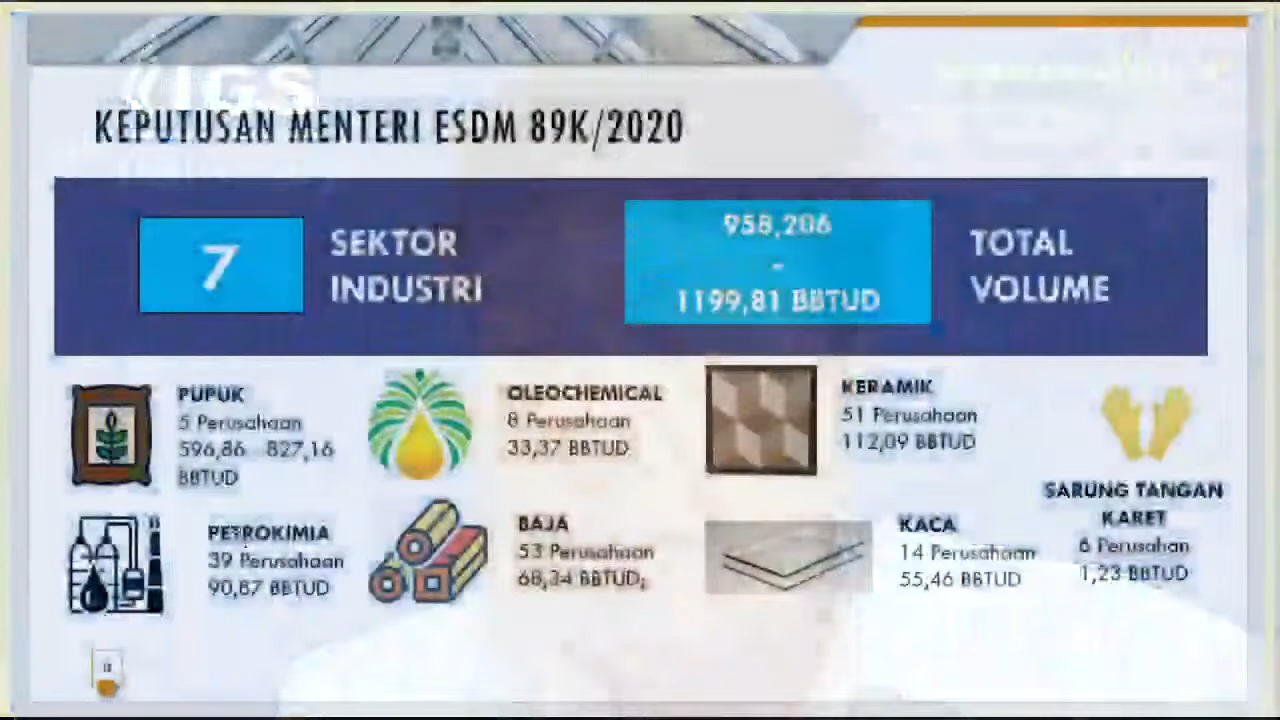 IGS
KEPUTUSAN MENTERI ESDM 89K/2020
7
SEKTOR
INDUSTRI
958,206
-
1199,81 BBTUD
TOTAL
VOLUME
PUPUK
5 Perusahaan
596,86 827,16
BBTUD
OLEOCHEMICAL
8 Perusahaan
33,37 BBTUD
KERAMIK
51 Perusahaan
112,09 BBTUD
SARUNG TANGAN
KARET
6 Perusahan
1,23 BBTUD
PETROKIMIA
39 Perusahaan
90,87 BBTUD
BAJA
53 Perusahaan
68,34 BBTUD;
KACA
14 Perusahaan
55,46 BBTUD